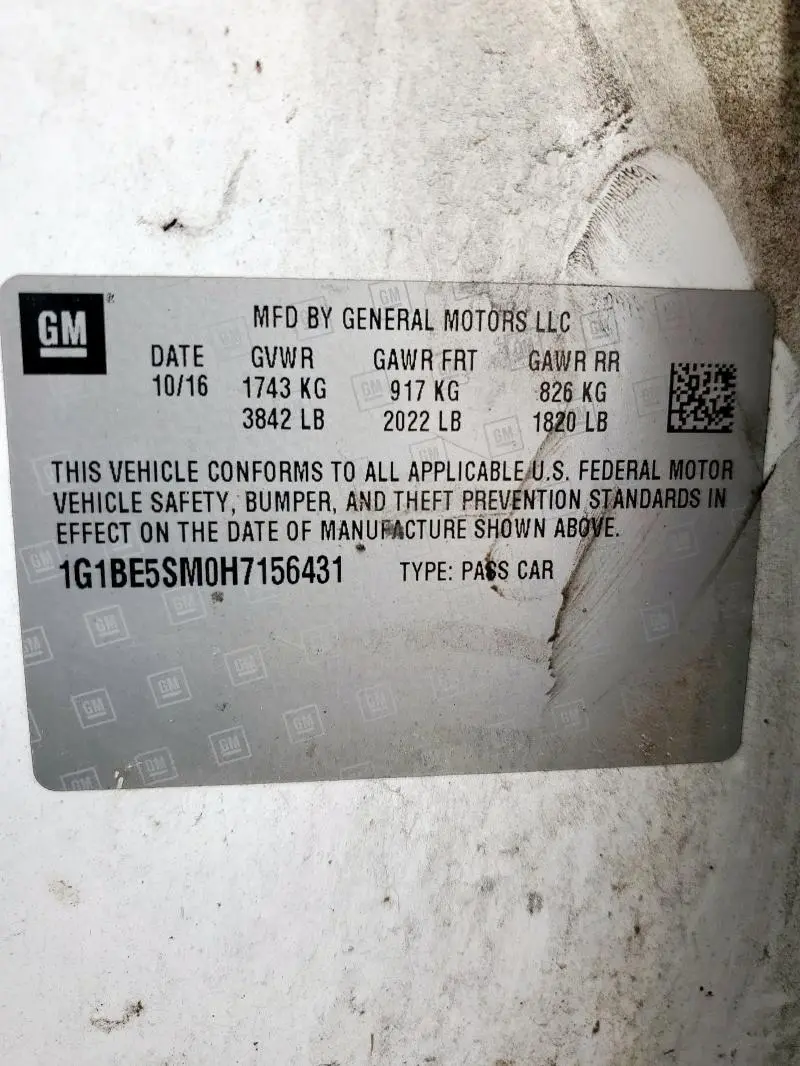 GM
MFD BY GENERAL MOTORS LLC
DATE GVWR GAWR FRT GAWR RR
10/16 1743 KG 917 KG 826 KG
3842 LB 2022 LB 1820 LB
THIS VEHICLE CONFORMS TO ALL APPLICABLE U.S. FEDERAL MOTOR
VEHICLE SAFETY, BUMPER, AND THEFT PREVENTION STANDARDS IN
EFFECT ON THE DATE OF MANUFACTURE SHOWN ABOVE.
1G1BE5SM0H7156431 TYPE: PASS CAR